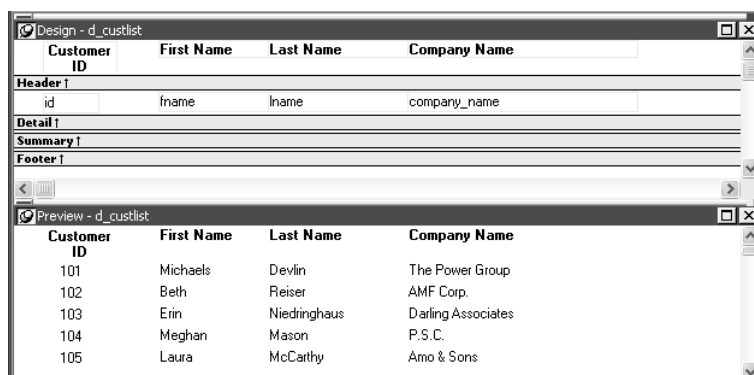 Design - d_custlist
Customer ID First Name Last Name Company Name
Header ↑
id fname lname company_name
Detail ↑
Summary ↑
Footer ↑
Preview - d_custlist
Customer ID First Name Last Name Company Name
101 Michaels Devlin The Power Group
102 Beth Reiser AMF Corp.
103 Erin Niedringhaus Darling Associates
104 Meghan Mason P.S.C.
105 Laura McCarthy Amo & Sons